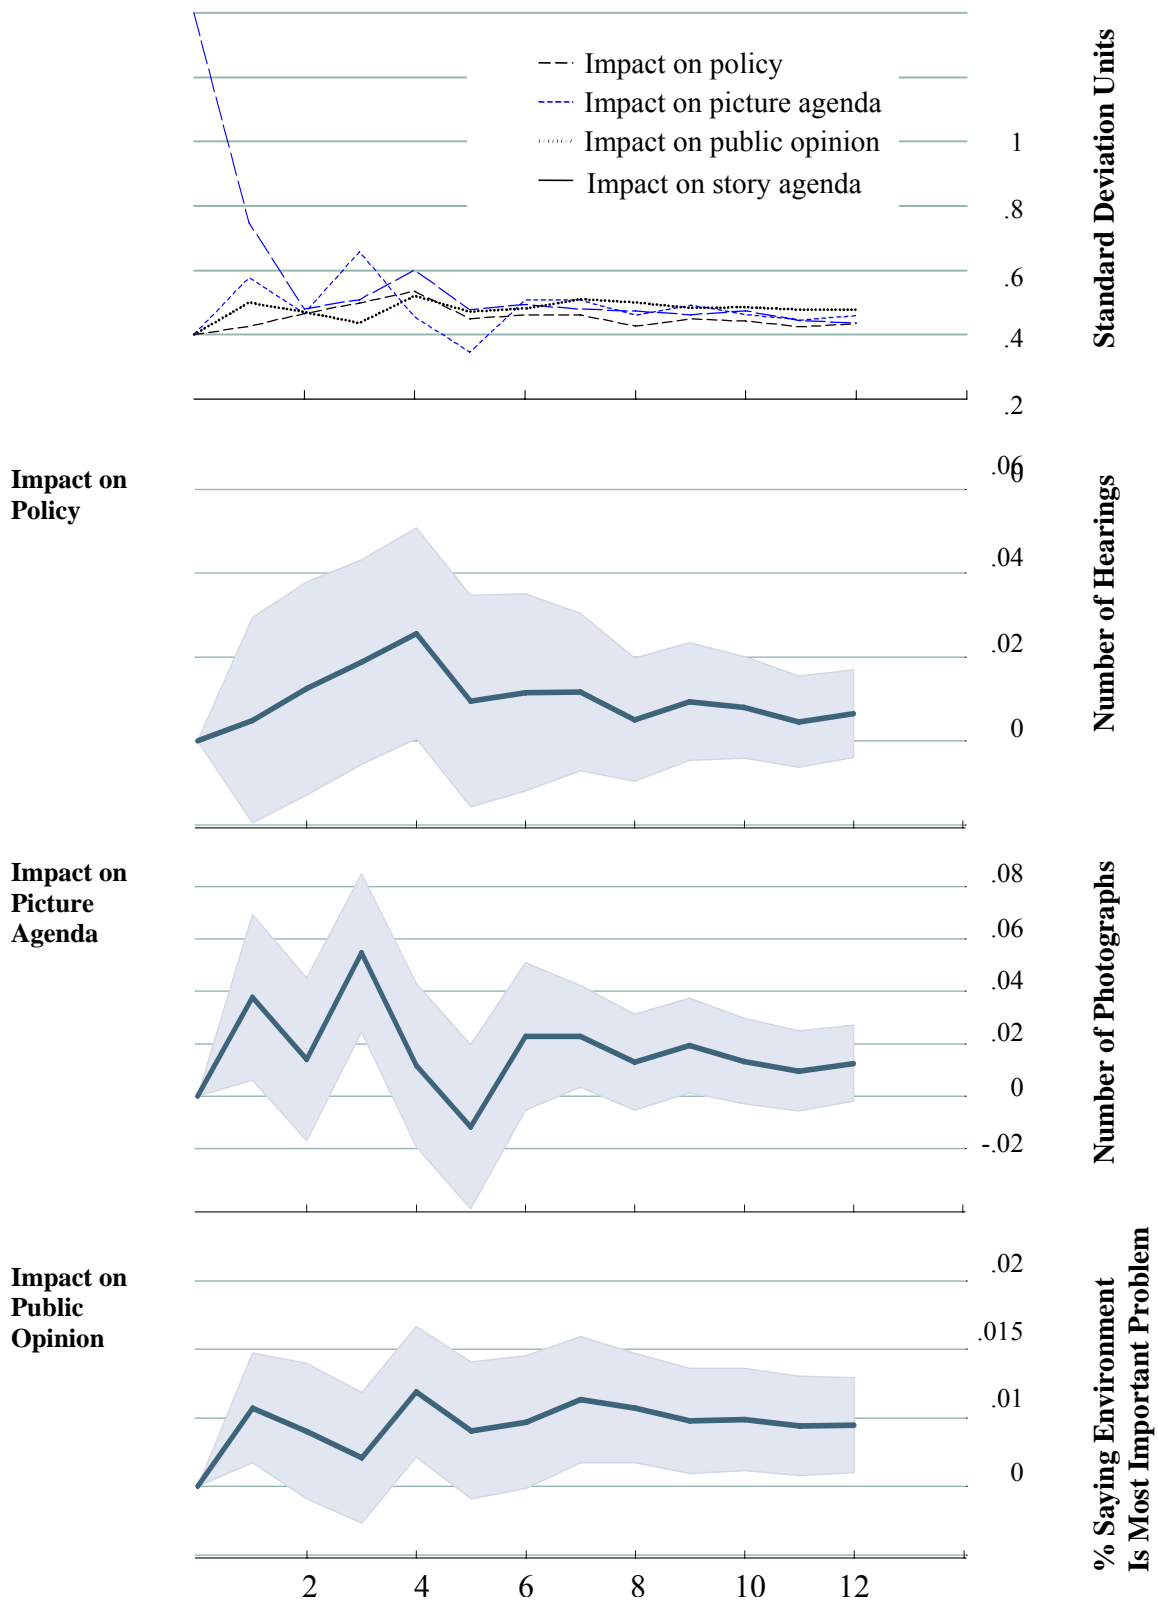 Impact on policy
Impact on picture agenda
Impact on public opinion
Impact on story agenda
1
.8
.6
.4
.2
0
Standard Deviation Units
Impact on
Policy
.06
.04
.02
0
Number of Hearings
Impact on
Picture
Agenda
.08
.06
.04
.02
0
-.02
Number of Photographs
Impact on
Public
Opinion
.02
.015
.01
0
% Saying Environment
Is Most Important Problem
2 4 6 8 10 12